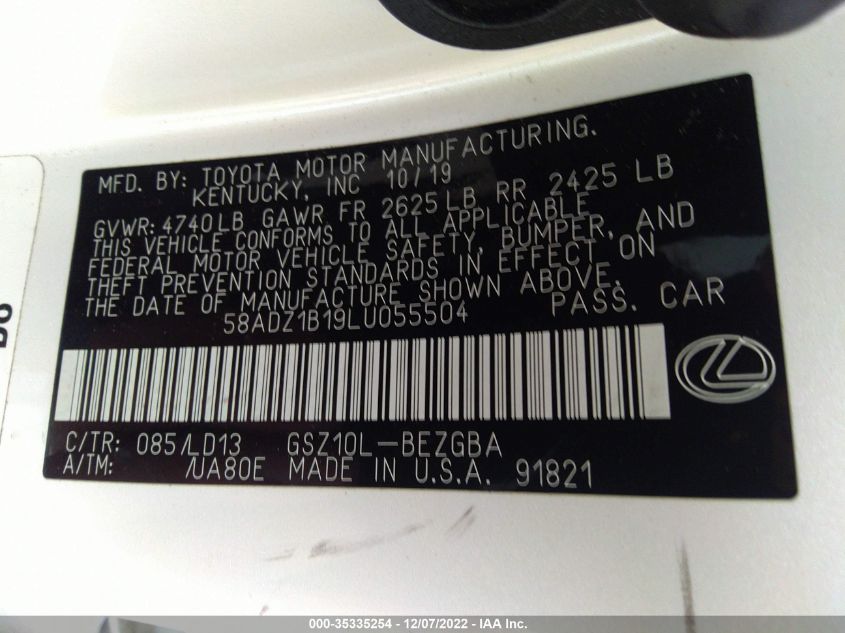 MFD. BY: TOYOTA MOTOR MANUFACTURING.
KENTUCKY, INC 10/19
GVWR: 4740LB GAWR FR 2625 LB RR 2425 LB
THIS VEHICLE CONFORMS TO ALL APPLICABLE
FEDERAL MOTOR VEHICLE SAFETY, BUMPER, AND
THEFT PREVENTION STANDARDS IN EFFECT ON
THE DATE OF MANUFACTURE SHOWN ABOVE.
58ADZ1B19LU055504 PASS. CAR
C/TR: 085/LD13 GSZ10L-BEZGBA
A/TM: /UA80E MADE IN U.S.A. 91821
000-35335254 - 12/07/2022 - IAA Inc.